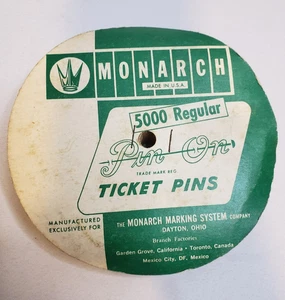 MONARCH
MADE IN U.S.A.
5000 Regular
Pin On
TRADE MARK REG.
TICKET PINS
MANUFACTURED
EXCLUSIVELY FOR
THE MONARCH MARKING SYSTEM COMPANY
DAYTON, OHIO
Branch Factories:
Garden Grove, California • Toronto, Canada
Mexico City, DF, Mexico